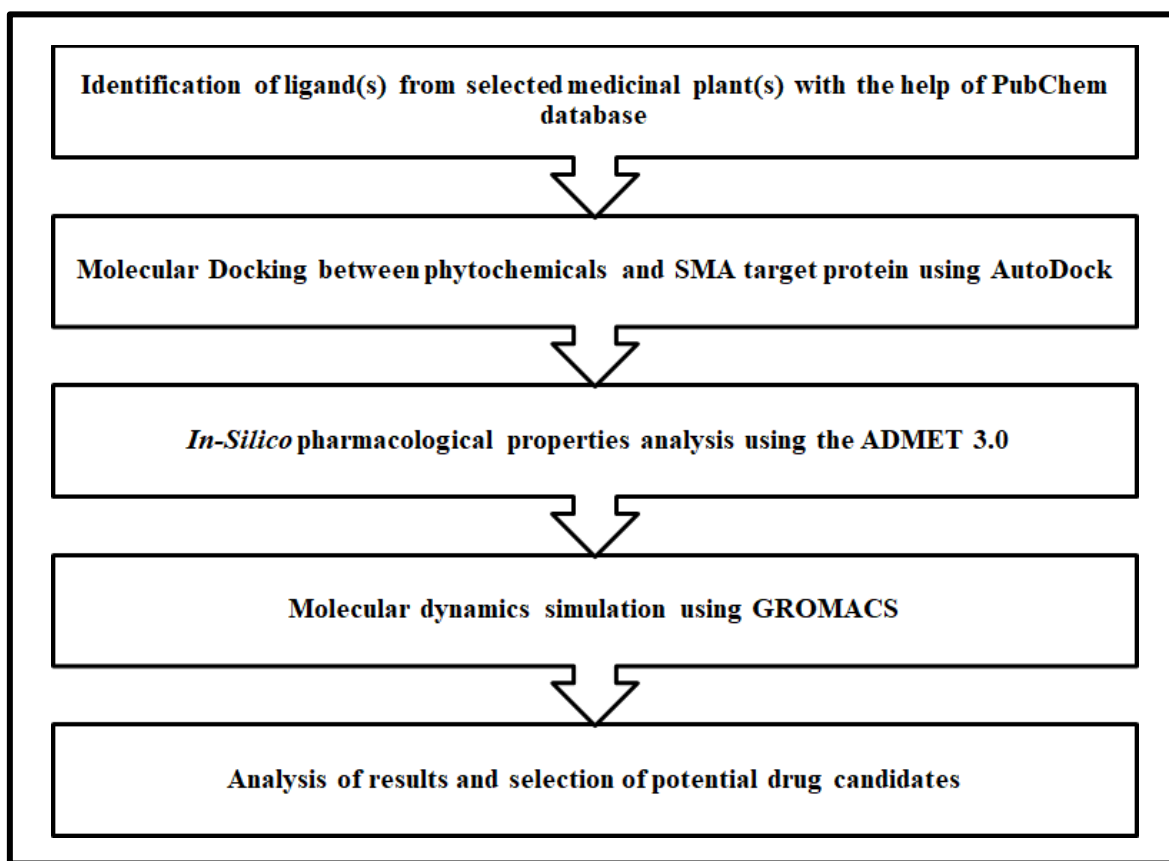 Identification of ligand(s) from selected medicinal plant(s) with the help of PubChem
database
Molecular Docking between phytochemicals and SMA target protein using AutoDock
In-Silico pharmacological properties analysis using the ADMET 3.0
Molecular dynamics simulation using GROMACS
Analysis of results and selection of potential drug candidates